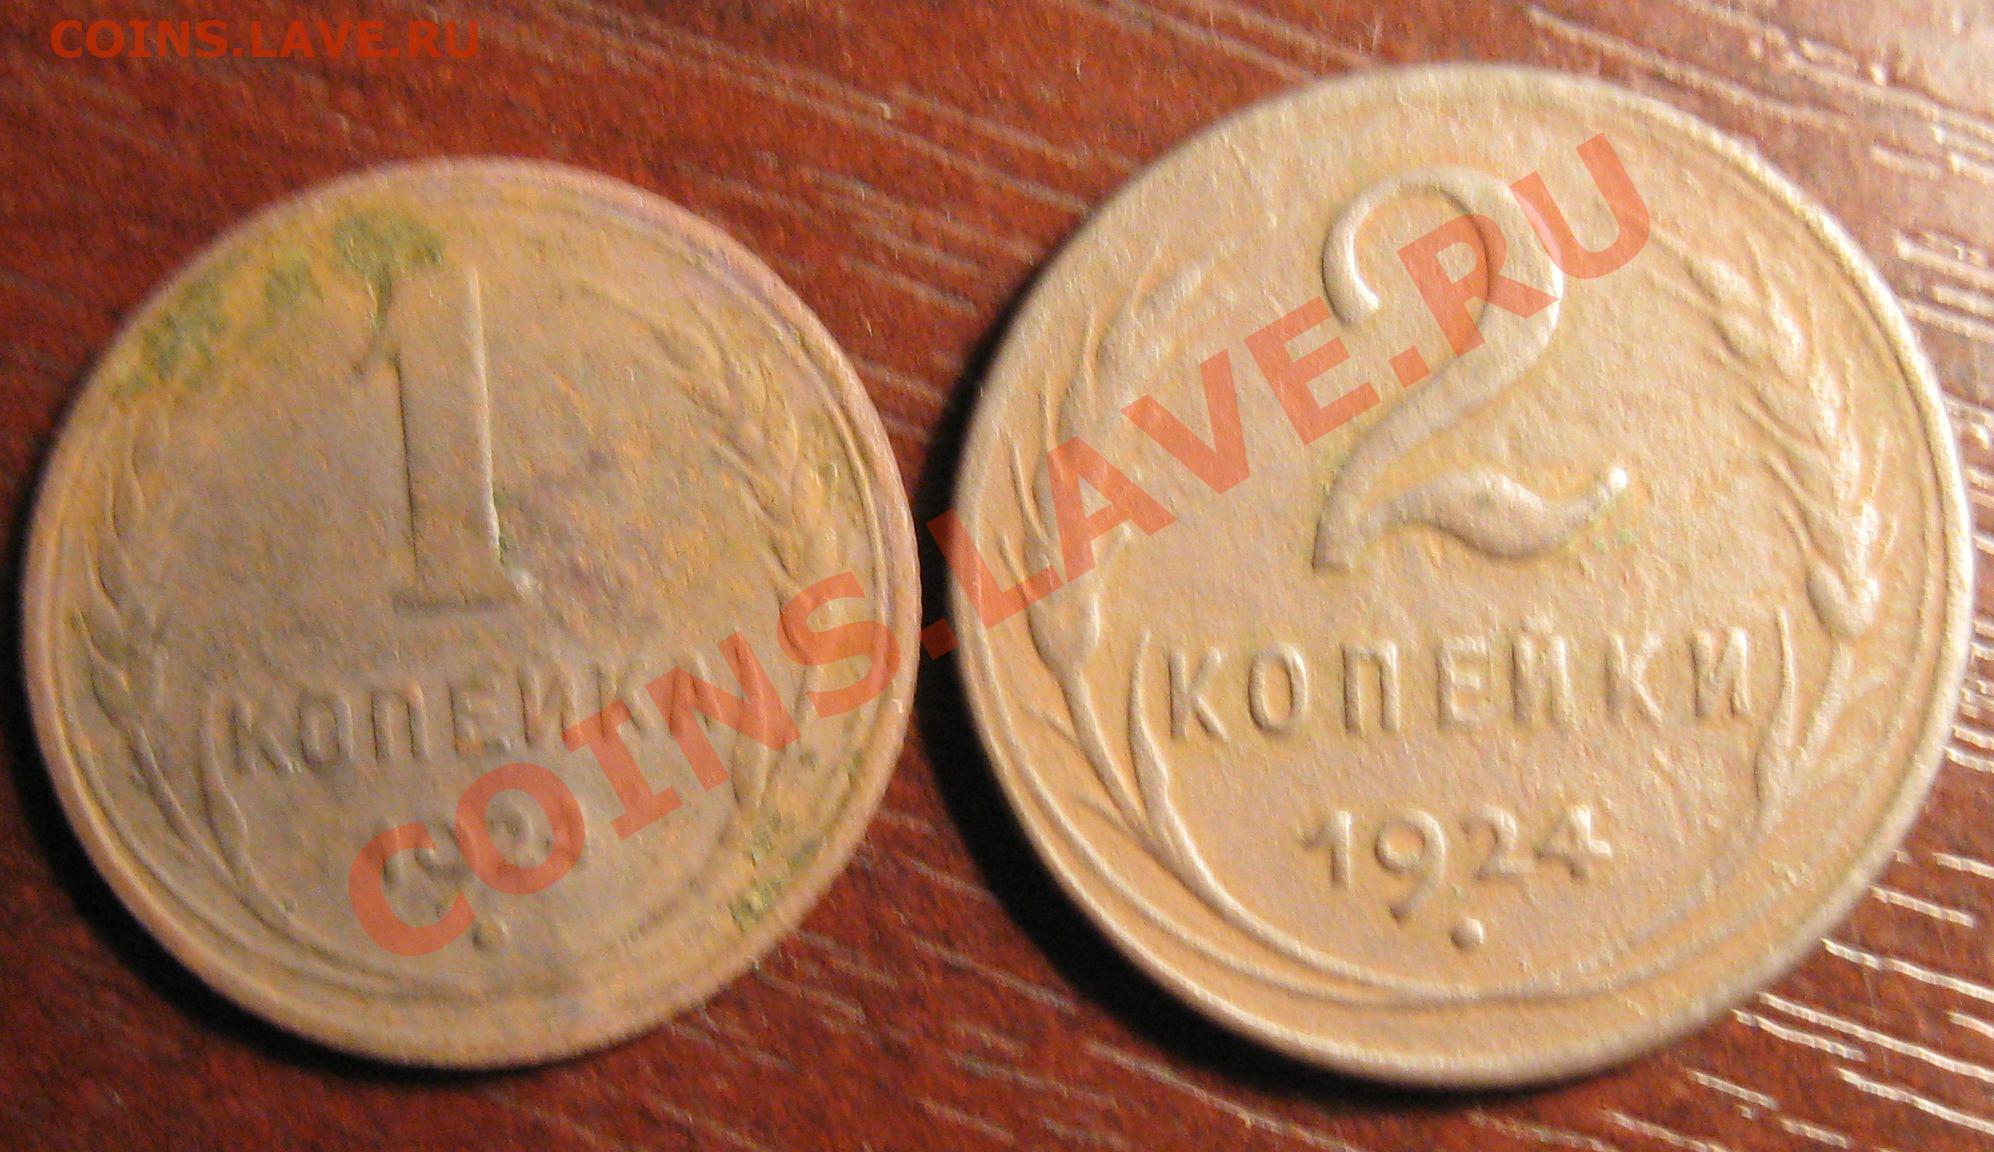 COINS.LAVE.RU
1
КОПЕЙКА
2
КОПЕЙКИ
1924
COINS.LAVE.RU